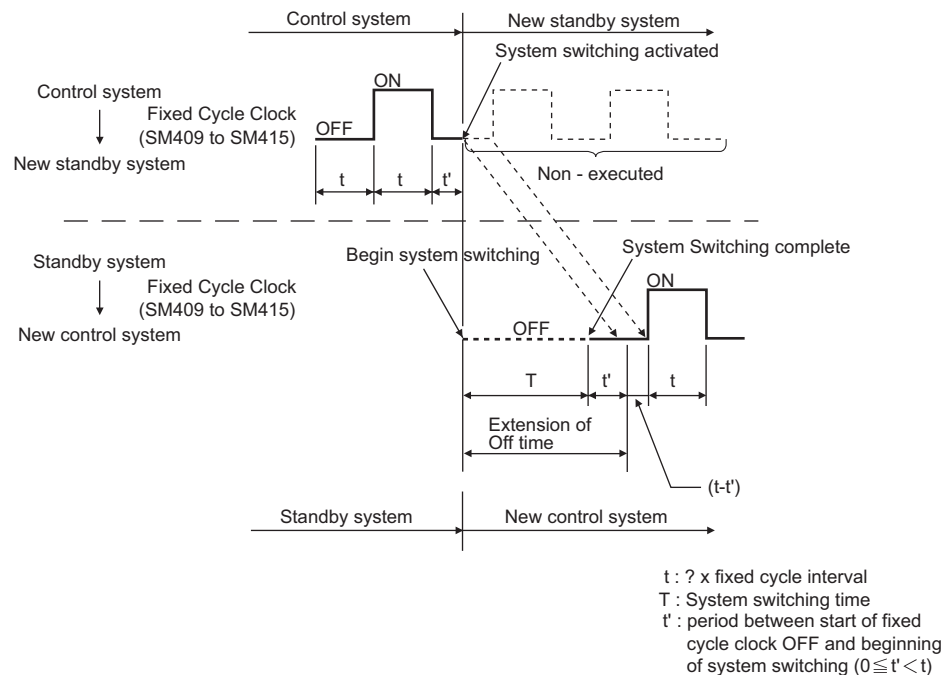 Control system
New standby system
System switching activated
ON
Control system
Fixed Cycle Clock
OFF
(SM409 to SM415)
New standby system
Non - executed
t
t
t'
Begin system switching
System Switching complete
Standby system
ON
Fixed Cycle Clock
(SM409 to SM415)
OFF
New control system
T
t'
t
Extension of
Off time
(t-t')
Standby system
New control system
t : ? x fixed cycle interval
T : System switching time
t' : period between start of fixed
cycle clock OFF and beginning
of system switching (0≦t'<t)